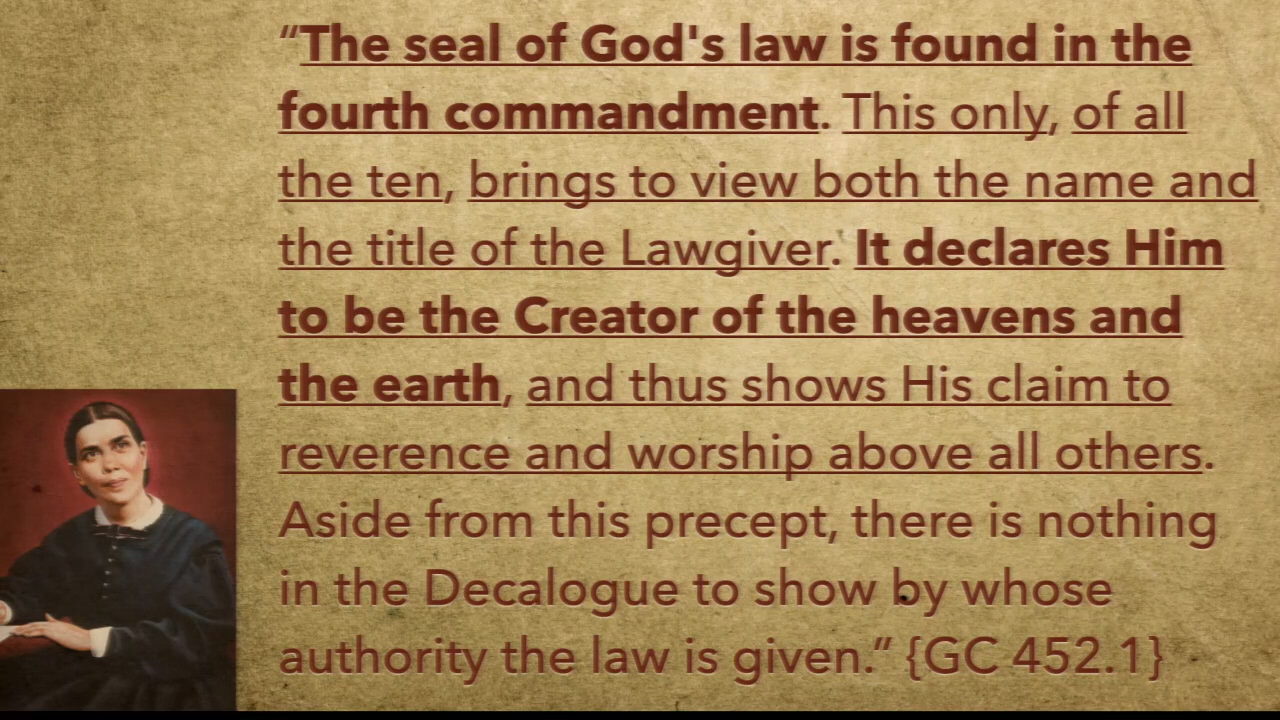 “The seal of God's law is found in the
fourth commandment. This only, of all
the ten, brings to view both the name and
the title of the Lawgiver. It declares Him
to be the Creator of the heavens and
the earth, and thus shows His claim to
reverence and worship above all others.
Aside from this precept, there is nothing
in the Decalogue to show by whose
authority the law is given.” {GC 452.1}